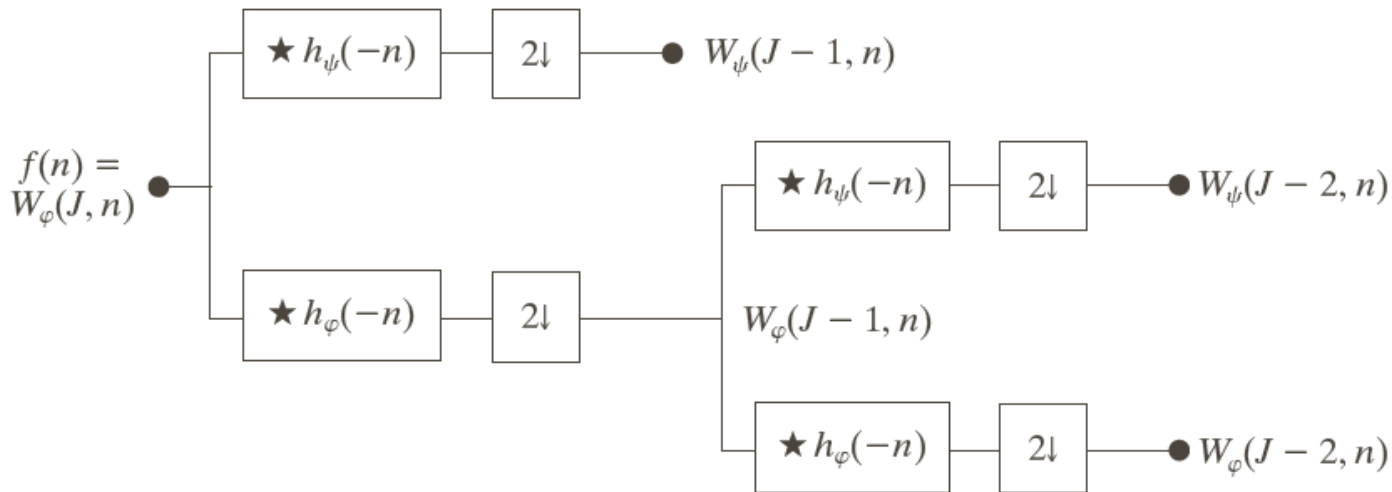 ★ h_ψ(−n)
2↓
W_ψ(J − 1, n)
f(n) =
W_φ(J, n)
★ h_ψ(−n)
2↓
W_ψ(J − 2, n)
★ h_φ(−n)
2↓
W_φ(J − 1, n)
★ h_φ(−n)
2↓
W_φ(J − 2, n)